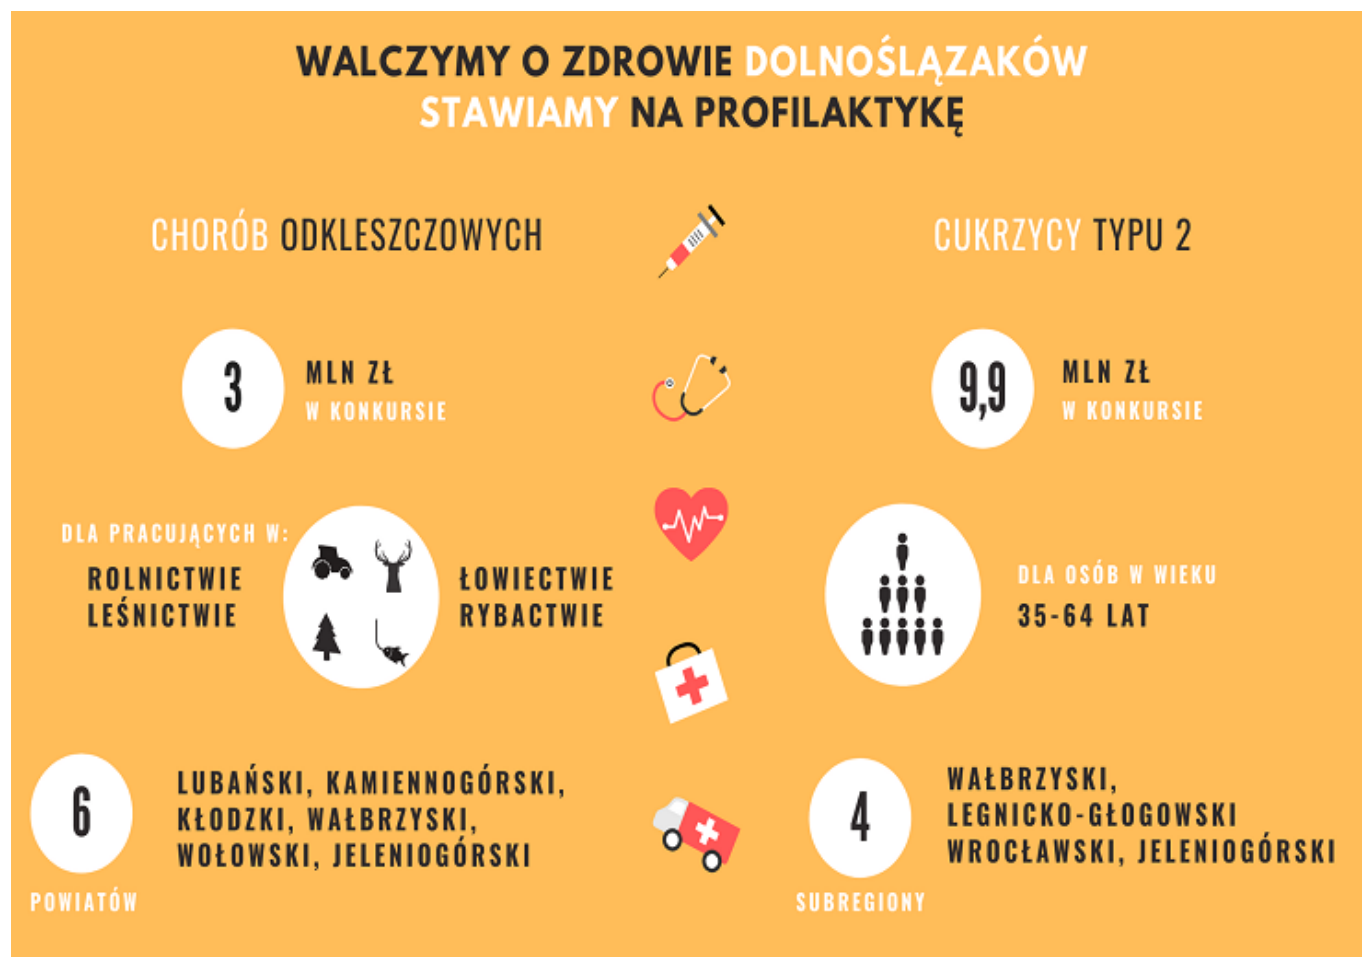 WALCZYMY O ZDROWIE DOLNOŚLĄZAKÓW
STAWIAMY NA PROFILAKTYKĘ
CHORÓB ODKLESZCZOWYCH
3
MLN ZŁ
W KONKURSIE
DLA PRACUJĄCYCH W:
ROLNICTWIE
LEŚNICTWIE
ŁOWIECTWIE
RYBACTWIE
6
POWIATÓW
LUBAŃSKI, KAMIENNOGÓRSKI,
KŁODZKI, WAŁBRZYSKI,
WOŁOWSKI, JELENIOGÓRSKI
CUKRZYCY TYPU 2
9,9
MLN ZŁ
W KONKURSIE
DLA OSÓB W WIEKU
35-64 LAT
4
SUBREGIONY
WAŁBRZYSKI,
LEGNICKO-GŁOGOWSKI
WROCŁAWSKI, JELENIOGÓRSKI